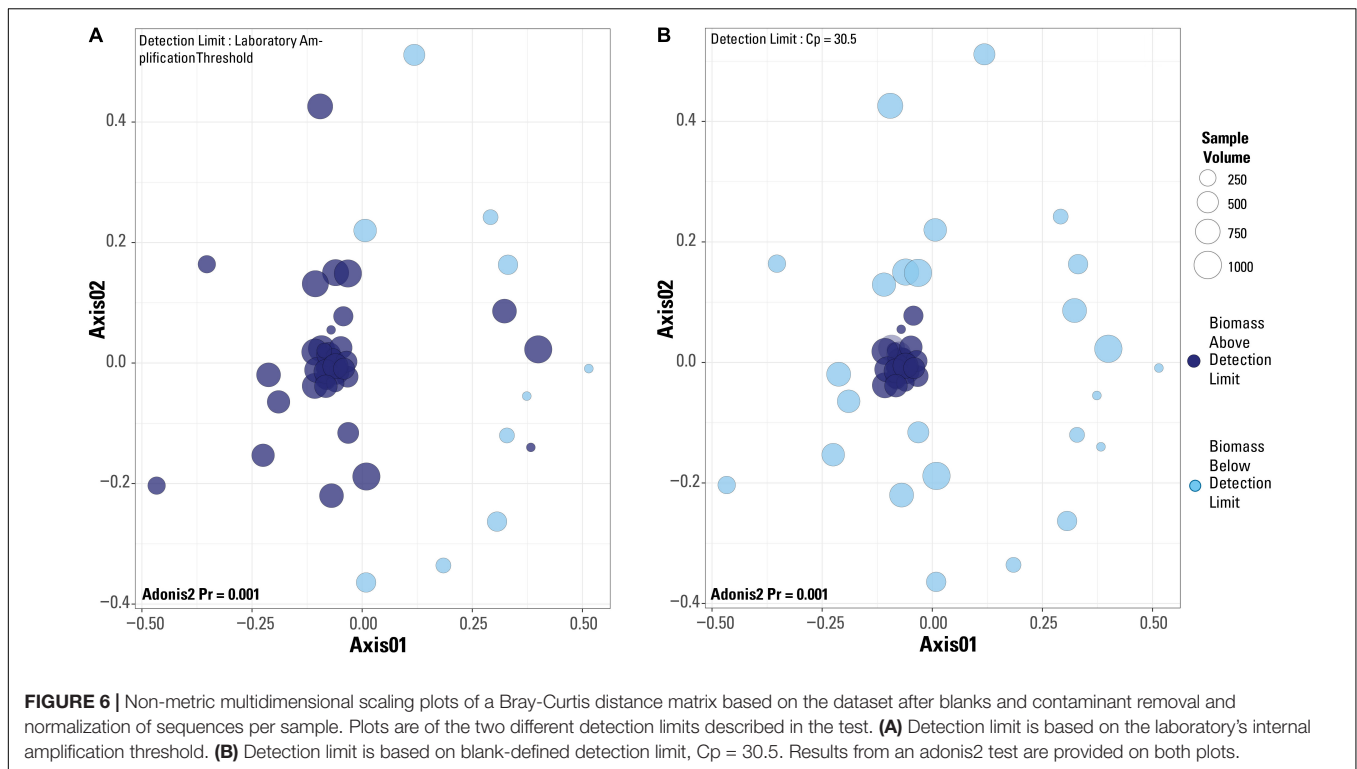 A
Detection Limit : Laboratory Am-
plificationThreshold
0.4
0.2
0.0
−0.2
−0.4
−0.50
−0.25
0.00
0.25
0.50
Axis02
Axis01
Adonis2 Pr = 0.001
B
Detection Limit : Cp = 30.5
0.4
0.2
0.0
−0.2
−0.4
−0.50
−0.25
0.00
0.25
0.50
Axis02
Axis01
Adonis2 Pr = 0.001
Sample
Volume
250
500
750
1000
Biomass
Above
Detection
Limit
Biomass
Below
Detection
Limit
FIGURE 6 | Non-metric multidimensional scaling plots of a Bray-Curtis distance matrix based on the dataset after blanks and contaminant removal and
normalization of sequences per sample. Plots are of the two different detection limits described in the test. (A) Detection limit is based on the laboratory's internal
amplification threshold. (B) Detection limit is based on blank-defined detection limit, Cp = 30.5. Results from an adonis2 test are provided on both plots.